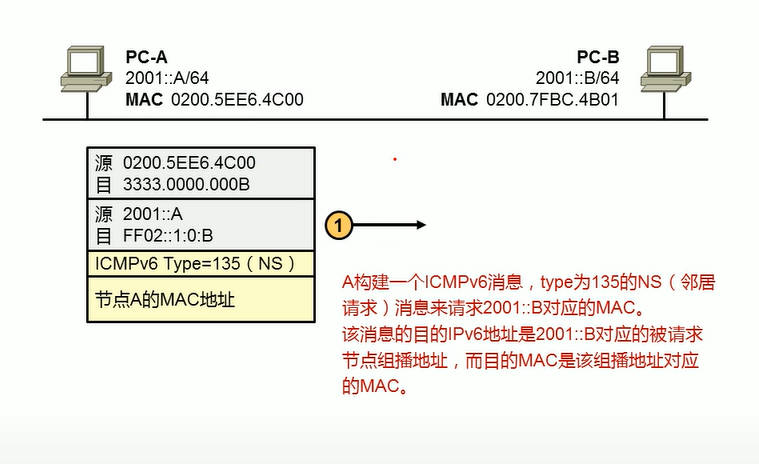 PC-A
2001::A/64
MAC 0200.5EE6.4C00
PC-B
2001::B/64
MAC 0200.7FBC.4B01
源 0200.5EE6.4C00
目 3333.0000.000B
源 2001::A
目 FF02::1:0:B
ICMPv6 Type=135（NS）
节点A的MAC地址
1
A构建一个ICMPv6消息，type为135的NS（邻居
请求）消息来请求2001::B对应的MAC。
该消息的目的IPv6地址是2001::B对应的被请求
节点组播地址，而目的MAC是该组播地址对应
的MAC。